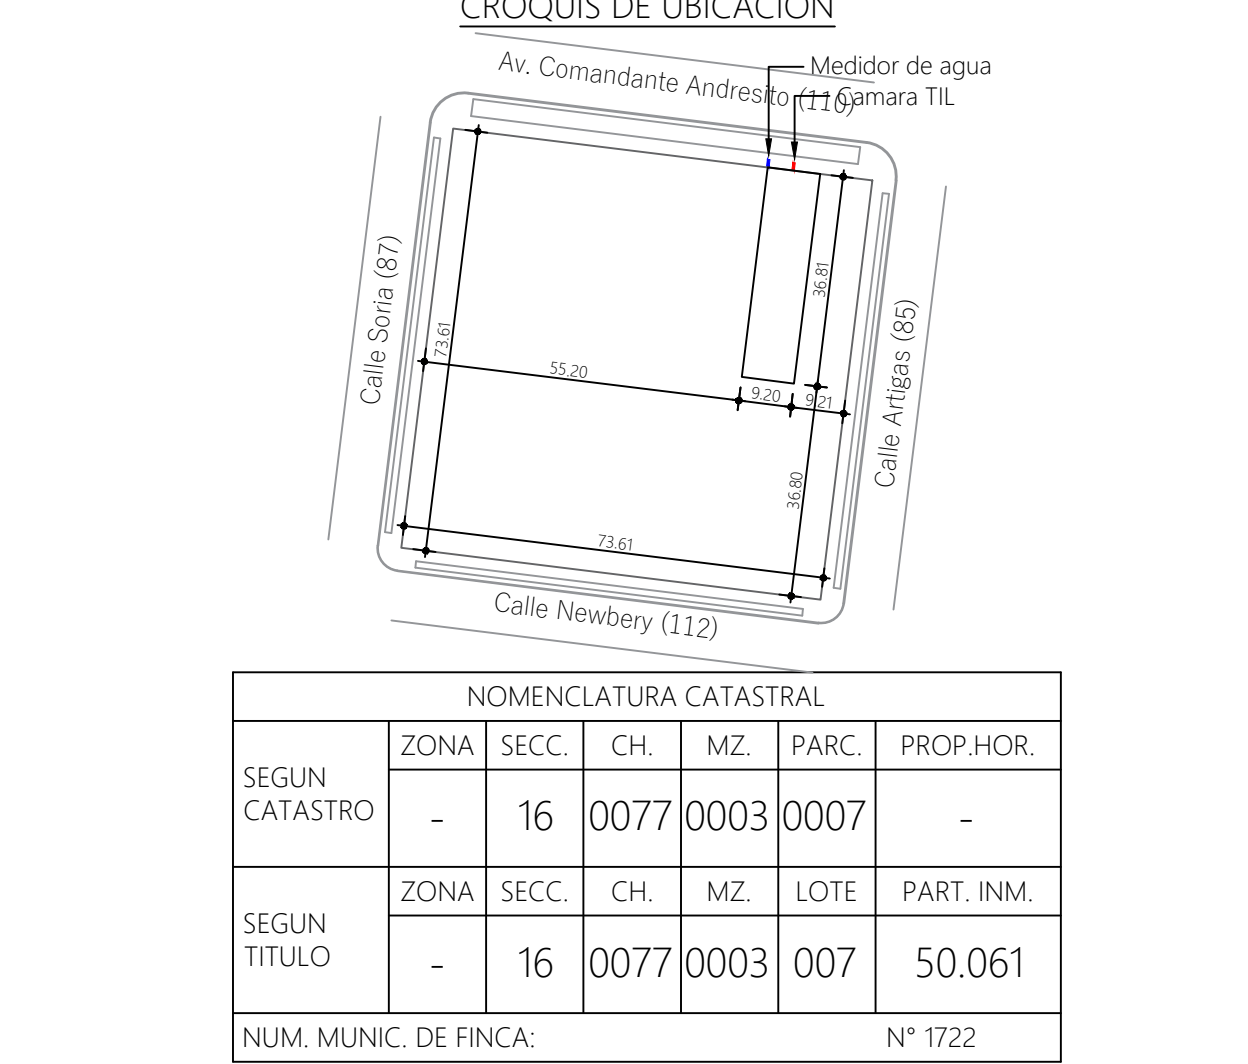 CROQUIS DE UBICACION
Av. Comandante Andresito (110)
Medidor de agua
Camara TIL
Calle Soria (87)
73.61
36.81
55.20
9.20
9.21
Calle Artigas (85)
36.80
73.61
Calle Newbery (112)
NOMENCLATURA CATASTRAL
SEGUN
CATASTRO
ZONA SECC. CH. MZ. PARC. PROP.HOR.
- 16 0077 0003 0007 -
SEGUN
TITULO
ZONA SECC. CH. MZ. LOTE PART. INM.
- 16 0077 0003 007 50.061
NUM. MUNIC. DE FINCA: N° 1722